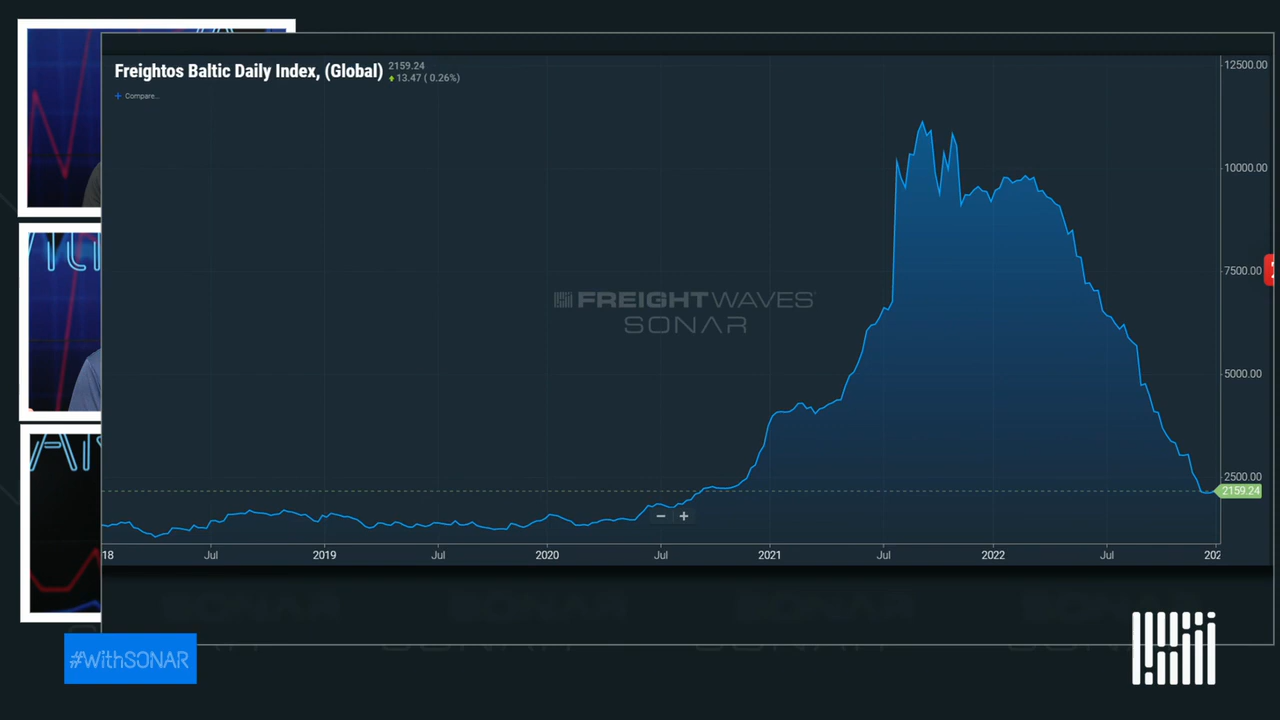 Freightos Baltic Daily Index, (Global) 2159.24
13.47 ( 0.26%)
+ Compare...
12500.00
10000.00
7500.00
5000.00
2500.00
2159.24
FREIGHTWAVES
SONAR
− +
18 Jul 2019 Jul 2020 Jul 2021 Jul 2022 Jul 202
#WithSONAR